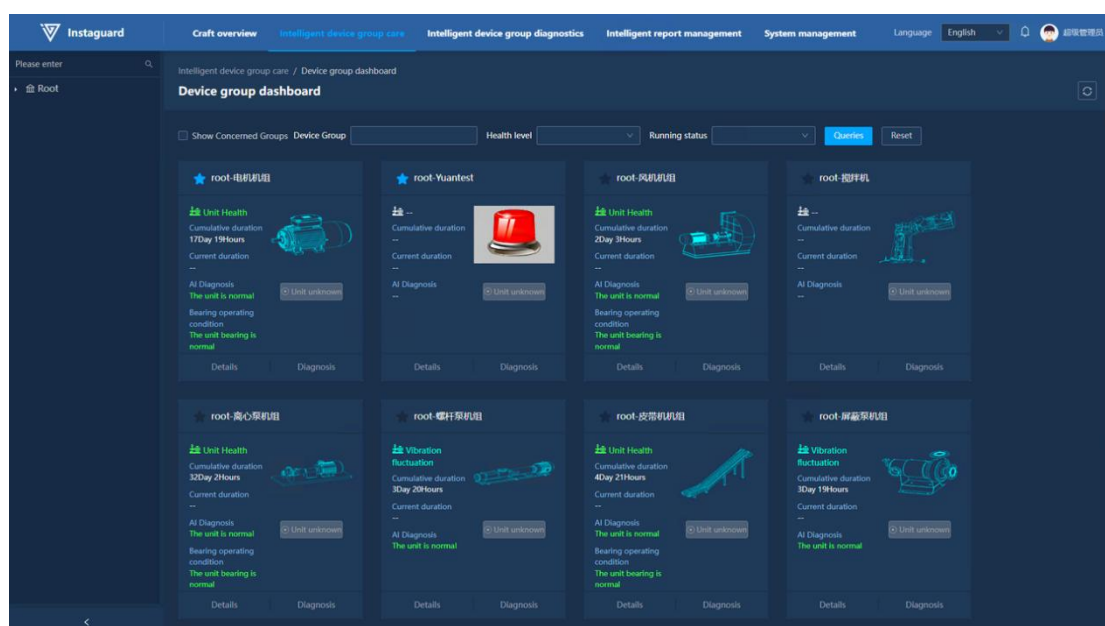 Instaguard
Craft overview
Intelligent device group care
Intelligent device group diagnostics
Intelligent report management
System management
Language
English
超级管理员
Please enter
Root
Intelligent device group care / Device group dashboard
Device group dashboard
Show Concerned Groups
Device Group
Health level
Running status
Queries
Reset
root-电机机组
Unit Health
Cumulative duration
17Day 19Hours
Current duration
--
AI Diagnosis
The unit is normal
Unit unknown
Bearing operating
condition
The unit bearing is
normal
Details
Diagnosis
root-Yuantest
--
Cumulative duration
--
Current duration
--
AI Diagnosis
--
Unit unknown
Details
Diagnosis
root-风机机组
Unit Health
Cumulative duration
2Day 3Hours
Current duration
--
AI Diagnosis
The unit is normal
Unit unknown
Bearing operating
condition
The unit bearing is
normal
Details
Diagnosis
root-搅拌机
--
Cumulative duration
--
Current duration
--
AI Diagnosis
--
Unit unknown
Details
Diagnosis
root-离心泵机组
Unit Health
Cumulative duration
32Day 2Hours
Current duration
--
AI Diagnosis
The unit is normal
Unit unknown
Bearing operating
condition
The unit bearing is
normal
Details
Diagnosis
root-螺杆泵机组
Vibration
fluctuation
Cumulative duration
3Day 20Hours
Current duration
--
AI Diagnosis
The unit is normal
Unit unknown
Details
Diagnosis
root-皮带机机组
Unit Health
Cumulative duration
4Day 21Hours
Current duration
--
AI Diagnosis
The unit is normal
Unit unknown
Bearing operating
condition
The unit bearing is
normal
Details
Diagnosis
root-屏蔽泵机组
Vibration
fluctuation
Cumulative duration
3Day 19Hours
Current duration
--
AI Diagnosis
The unit is normal
Unit unknown
Details
Diagnosis